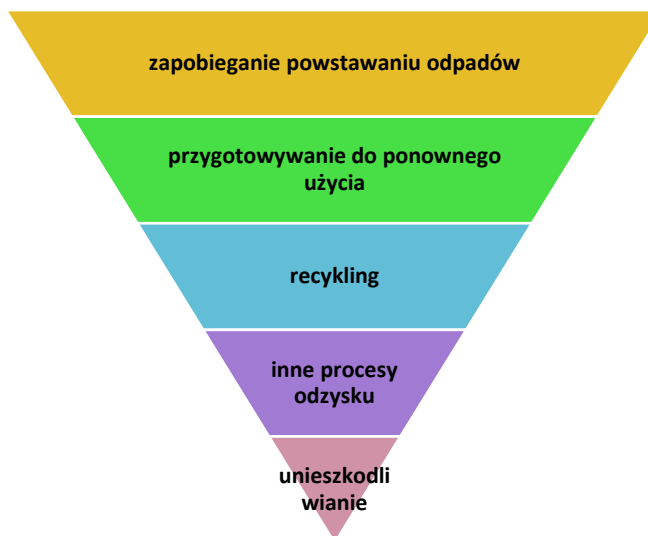 zapobieganie powstawaniu odpadów
przygotowywanie do ponownego
użycia
recykling
inne procesy
odzysku
unieszkodli
wianie